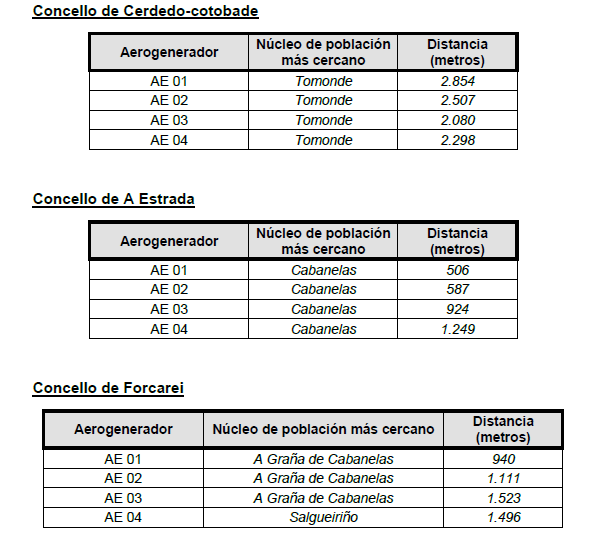 Concello de Cerdedo-cotobade
Aerogenerador Núcleo de población más cercano Distancia (metros)
AE 01 Tomonde 2.854
AE 02 Tomonde 2.507
AE 03 Tomonde 2.080
AE 04 Tomonde 2.298
Concello de A Estrada
Aerogenerador Núcleo de población más cercano Distancia (metros)
AE 01 Cabanelas 506
AE 02 Cabanelas 587
AE 03 Cabanelas 924
AE 04 Cabanelas 1.249
Concello de Forcarei
Aerogenerador Núcleo de población más cercano Distancia (metros)
AE 01 A Graña de Cabanelas 940
AE 02 A Graña de Cabanelas 1.111
AE 03 A Graña de Cabanelas 1.523
AE 04 Salgueiriño 1.496